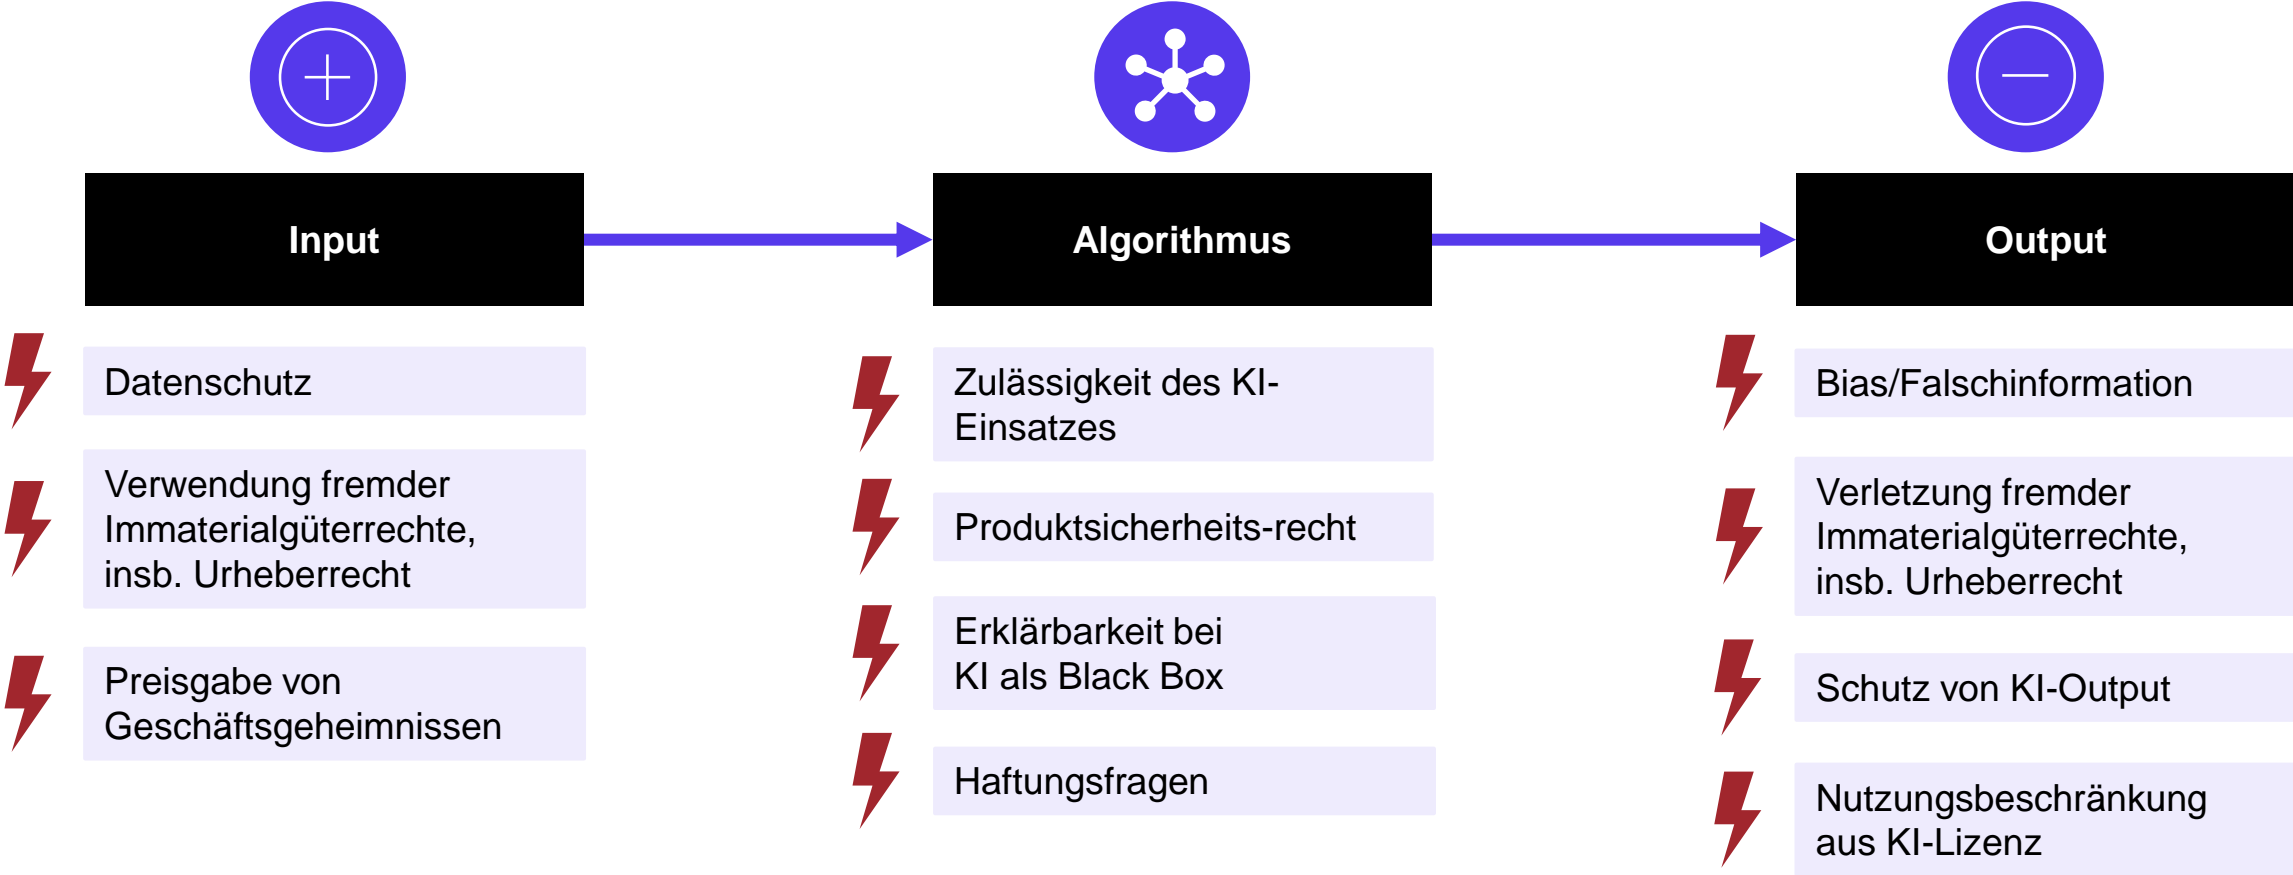 Input
Algorithmus
Output
Datenschutz
Verwendung fremder
Immaterialgüterrechte,
insb. Urheberrecht
Preisgabe von
Geschäftsgeheimnissen
Zulässigkeit des KI-
Einsatzes
Produktsicherheits-recht
Erklärbarkeit bei
KI als Black Box
Haftungsfragen
Bias/Falschinformation
Verletzung fremder
Immaterialgüterrechte,
insb. Urheberrecht
Schutz von KI-Output
Nutzungsbeschränkung
aus KI-Lizenz